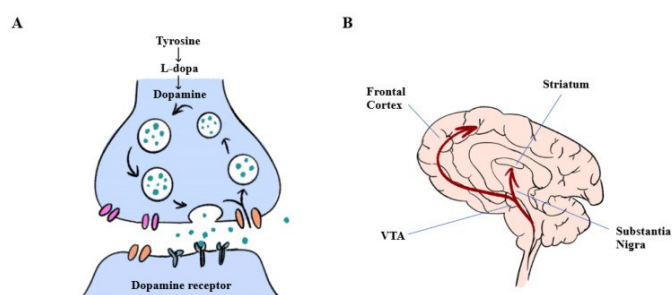 A
Tyrosine
L-dopa
Dopamine
Dopamine receptor
B
Frontal
Cortex
Striatum
VTA
Substantia
Nigra